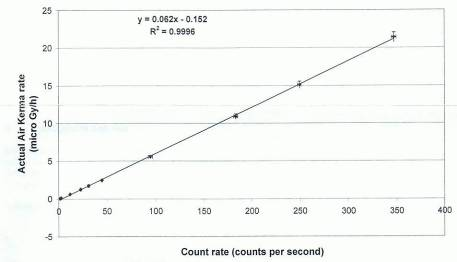 25
y = 0.062x - 0.152
R² = 0.9996
20
15
10
5
0
-5
0 50 100 150 200 250 300 350 400
Actual Air Kerma rate
(micro Gy/h)
Count rate (counts per second)